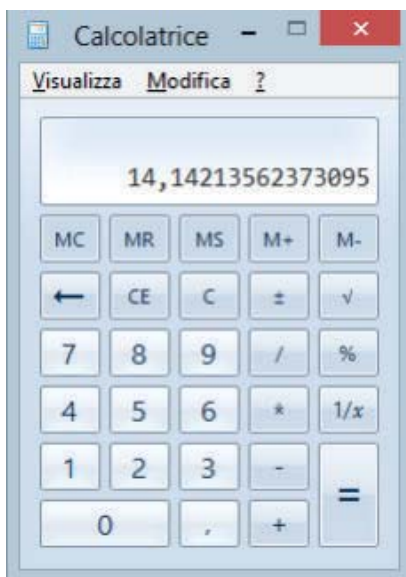 Calcolatrice
Visualizza Modifica ?
14,14213562373095
MC MR MS M+ M-
← CE C ± √
7 8 9 / %
4 5 6 * 1/x
1 2 3 - =
0 , +